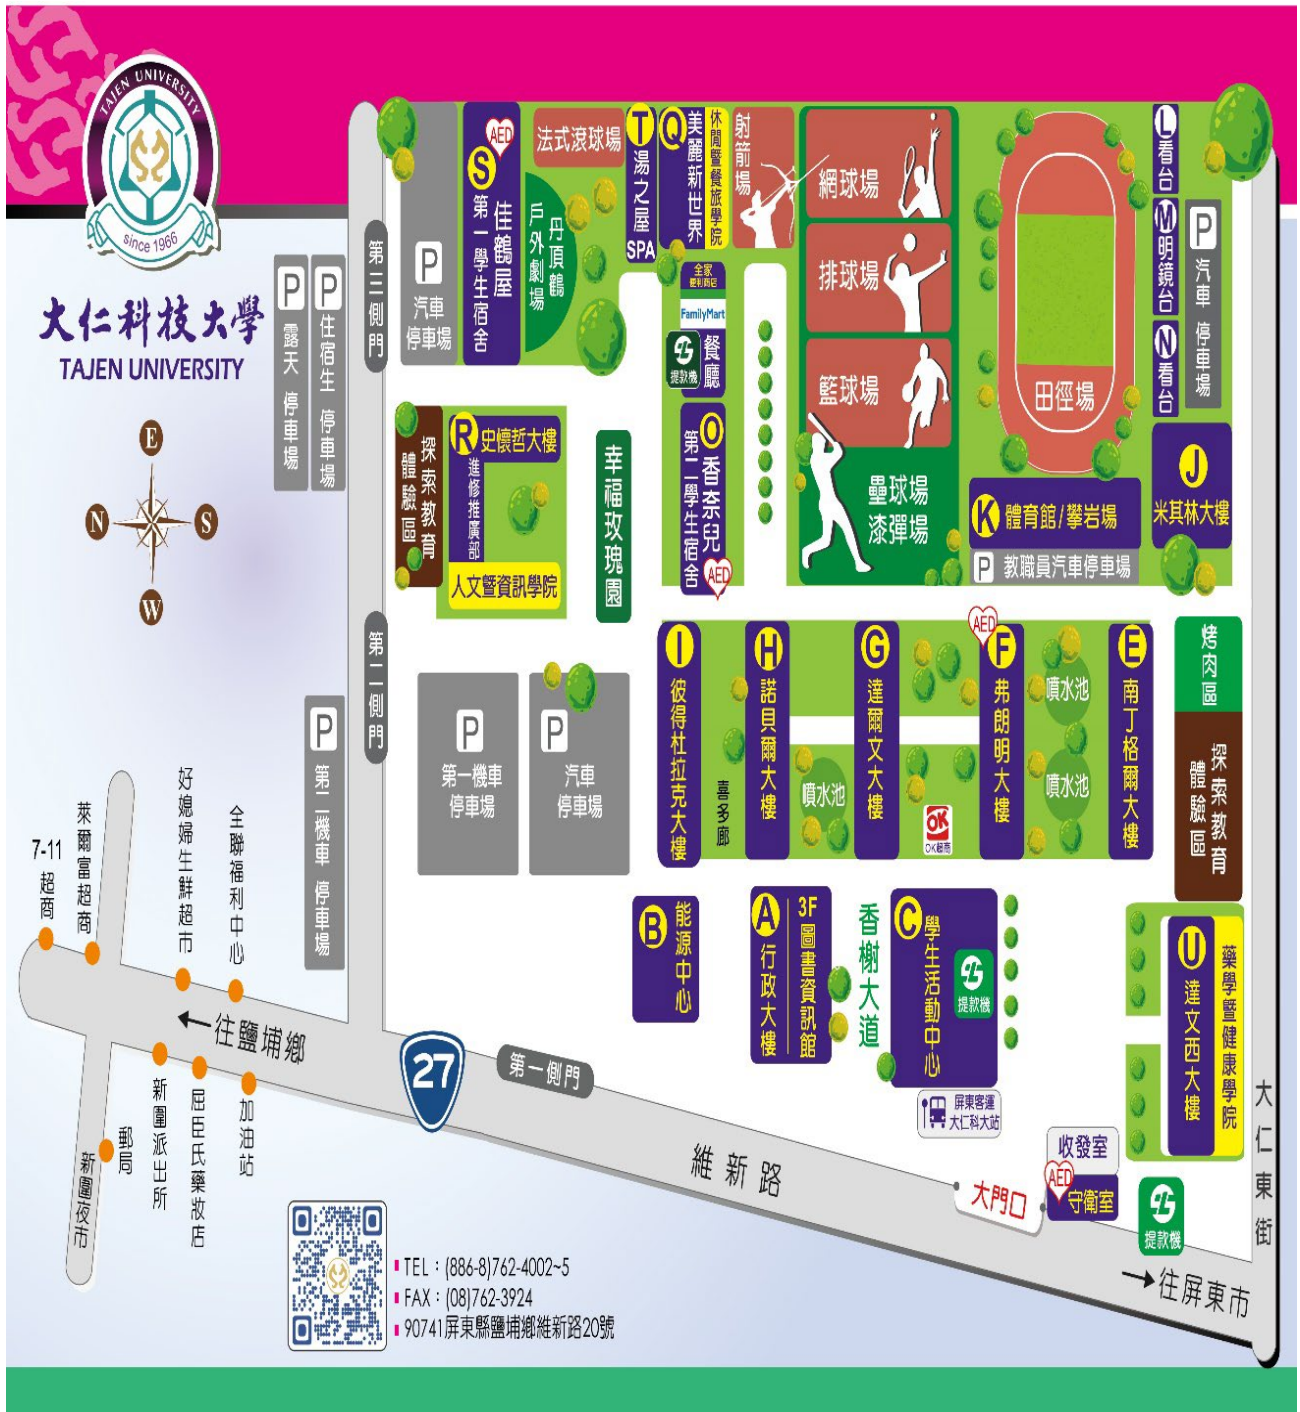 TAJEN UNIVERSITY
since 1966
大仁科技大學
TAJEN UNIVERSITY
E
N
S
W
P 露天停車場
P 住宿生停車場
第三側門
P 汽車停車場
AED
S 佳鶴屋
第一學生宿舍
法式滾球場
丹頂鶴
戶外劇場
T 湯之屋 SPA
Q 美麗新世界
休閒暨餐旅學院
射箭場
全家
便利商店
FamilyMart
餐廳
提款機
O 香奈兒
第二學生宿舍
AED
網球場
排球場
籃球場
壘球場
漆彈場
田徑場
L 看台
M 明鏡台
N 看台
P 汽車停車場
J 米其林大樓
K 體育館/攀岩場
P 教職員汽車停車場
探索教育
體驗區
R 史懷哲大樓
進修推廣部
人文暨資訊學院
幸福玫瑰園
第二側門
P 第二機車停車場
P 第一機車停車場
P 汽車停車場
I 彼得杜拉克大樓
喜多廊
H 諾貝爾大樓
噴水池
G 達爾文大樓
OK
OK超商
AED
F 弗朗明大樓
噴水池
噴水池
E 南丁格爾大樓
烤肉區
探索教育
體驗區
B 能源中心
A 行政大樓
3F圖書資訊館
香榭大道
C 學生活動中心
提款機
屏東客運
大仁科大站
U 達文西大樓
藥學暨健康學院
收發室
AED
守衛室
提款機
大門口
大仁東街
→往屏東市
維新路
第一側門
27
←往鹽埔鄉
7-11超商
萊爾富超商
好媳婦生鮮超市
全聯福利中心
加油站
屈臣氏藥妝店
新圍派出所
郵局
新圍夜市
TEL：(886-8)762-4002~5
FAX：(08)762-3924
90741屏東縣鹽埔鄉維新路20號